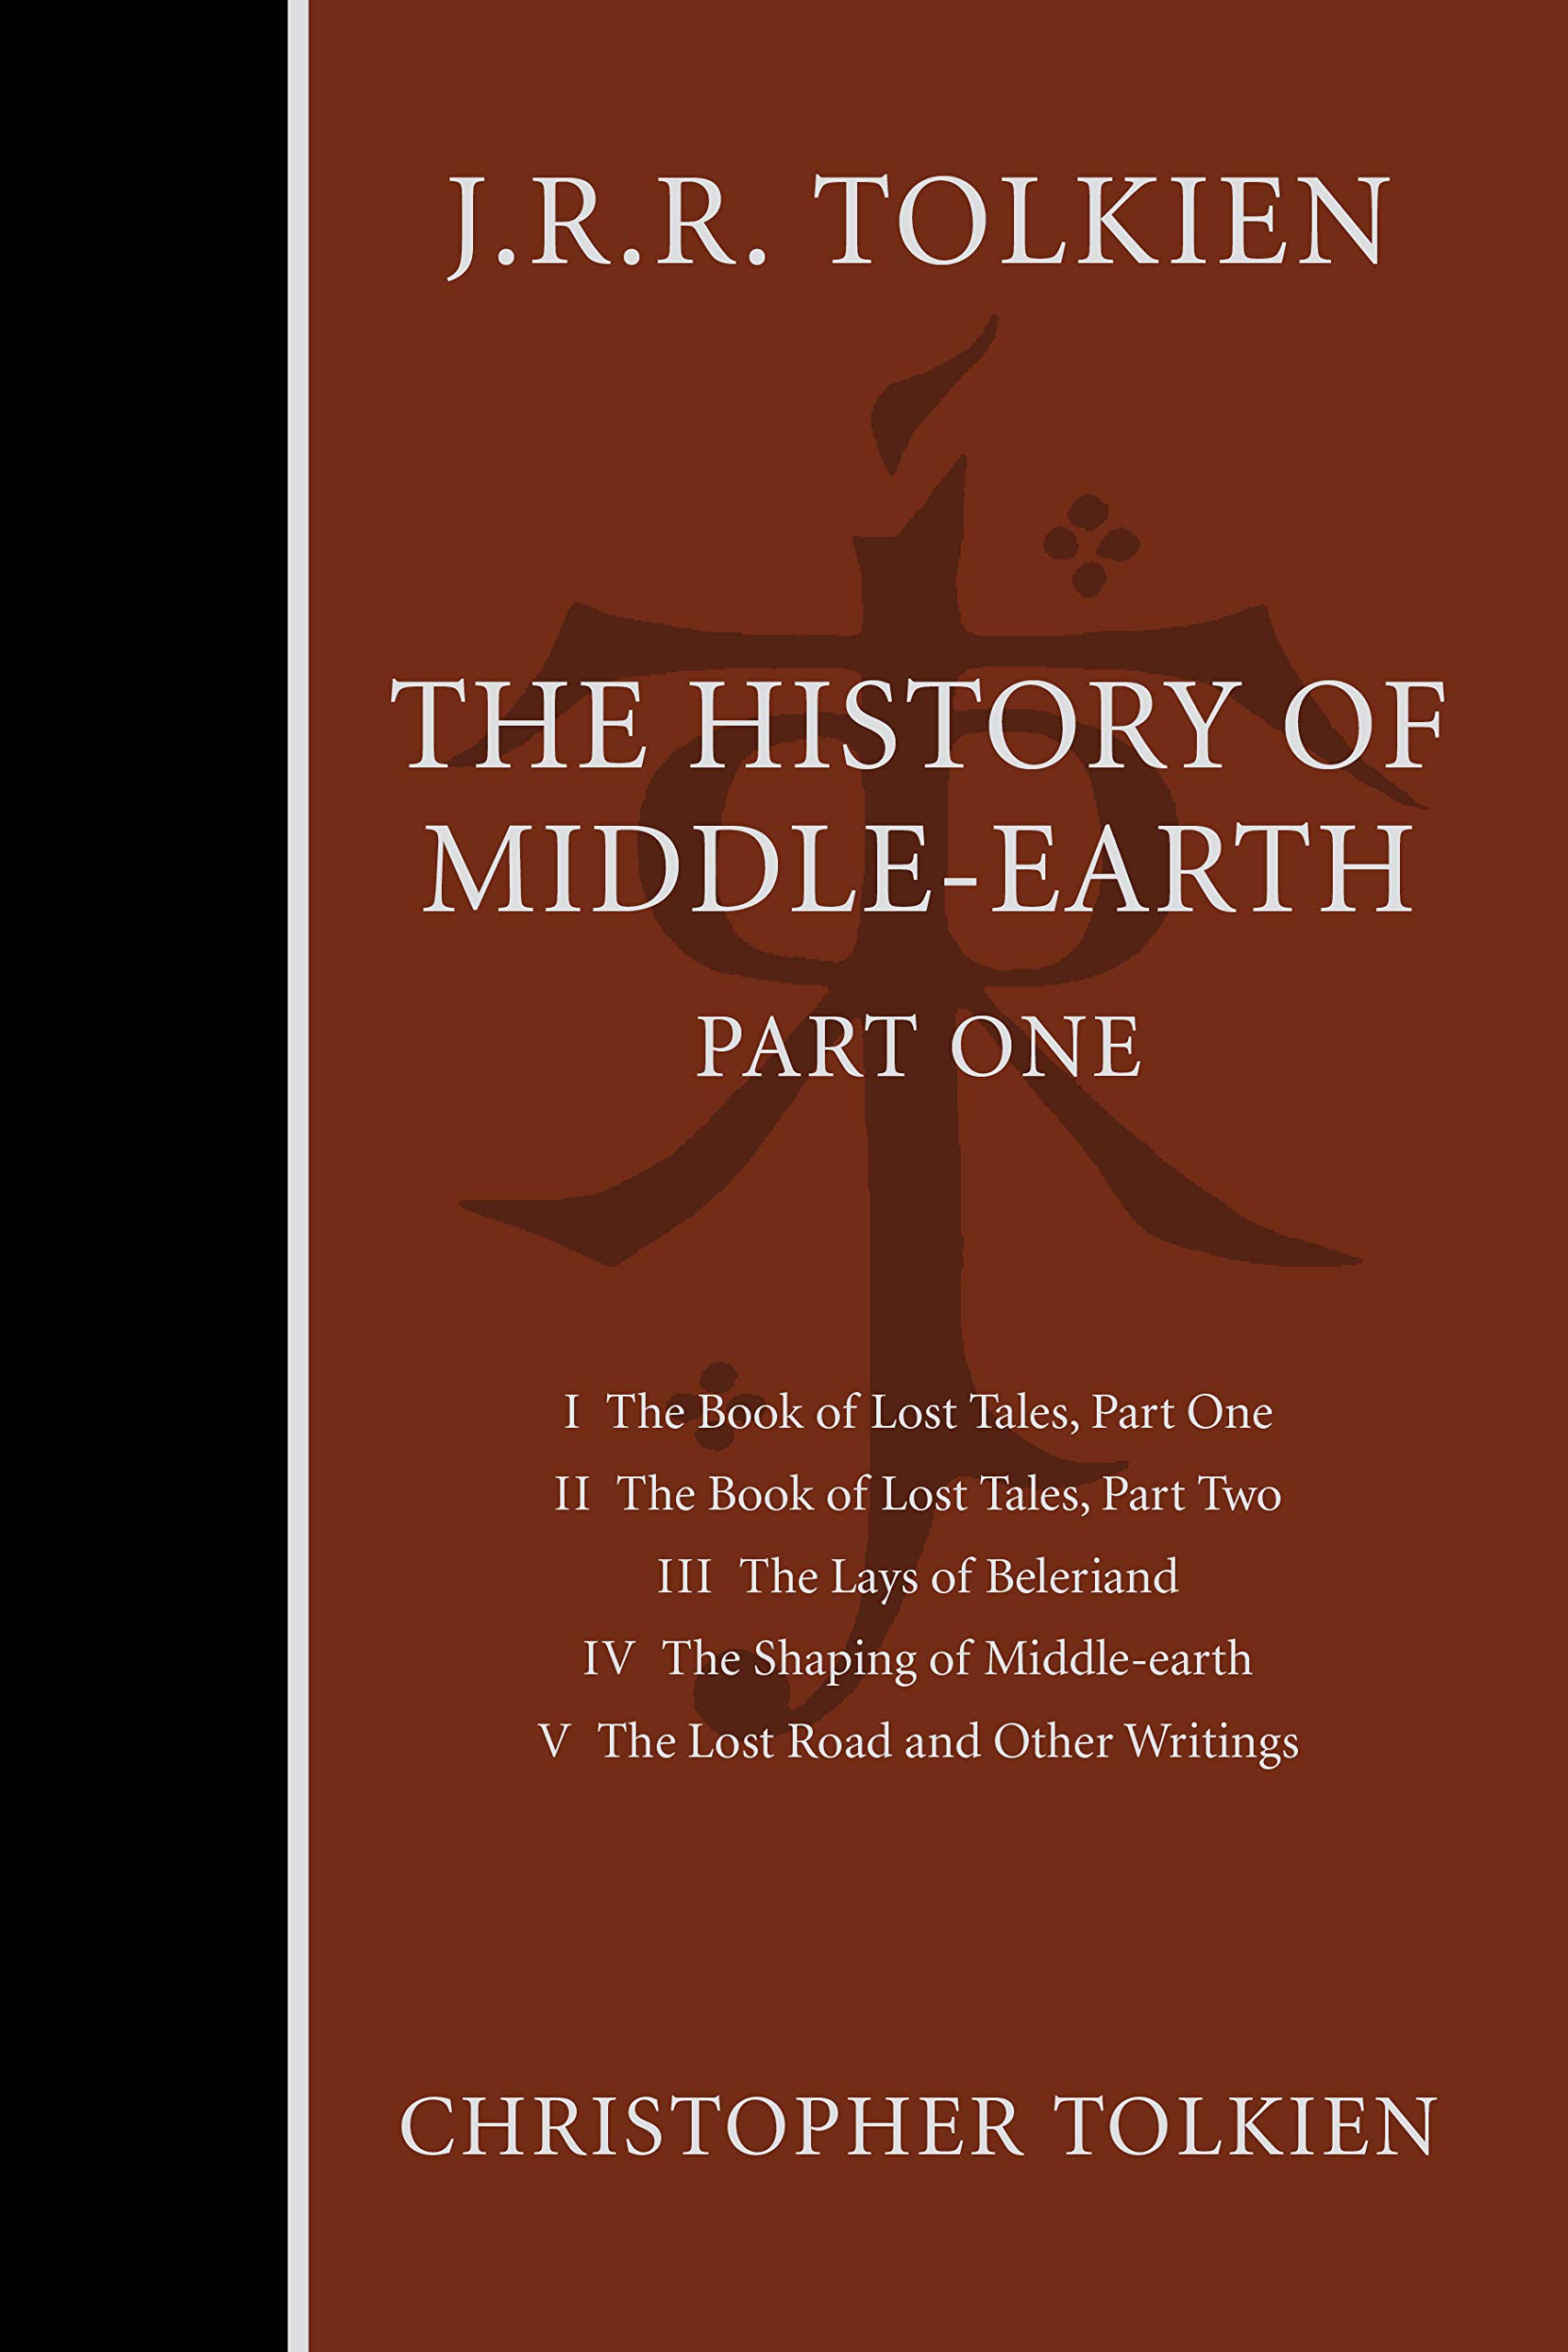 J.R.R. TOLKIEN
THE HISTORY OF
MIDDLE-EARTH
PART ONE
I The Book of Lost Tales, Part One
II The Book of Lost Tales, Part Two
III The Lays of Beleriand
IV The Shaping of Middle-earth
V The Lost Road and Other Writings
CHRISTOPHER TOLKIEN